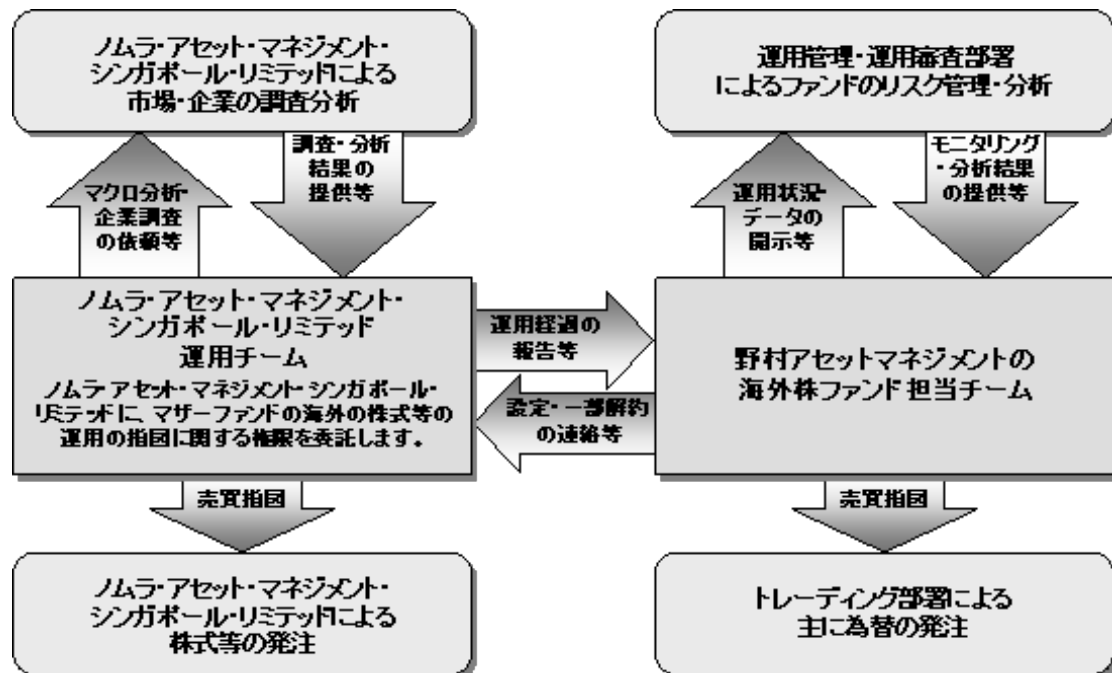 ノムラ・アセット・マネジメント・
シンガポール・リミテッドによる
市場・企業の調査分析
運用管理・運用審査部署
によるファンドのリスク管理・分析
マクロ分析・
企業調査
の依頼等
調査・分析
結果の
提供等
運用状況・
データの
開示等
モニタリング
・分析結果
の提供等
ノムラ・アセット・マネジメント・
シンガポール・リミテッド
運用チーム
ノムラ・アセット・マネジメント・シンガポール・
リミテッドに、マザーファンドの海外の株式等の
運用の指図に関する権限を委託します。
運用経過の
報告等
設定・一部解約
の連絡等
野村アセットマネジメントの
海外株ファンド担当チーム
売買指図
売買指図
ノムラ・アセット・マネジメント・
シンガポール・リミテッドによる
株式等の発注
トレーディング部署による
主に為替の発注